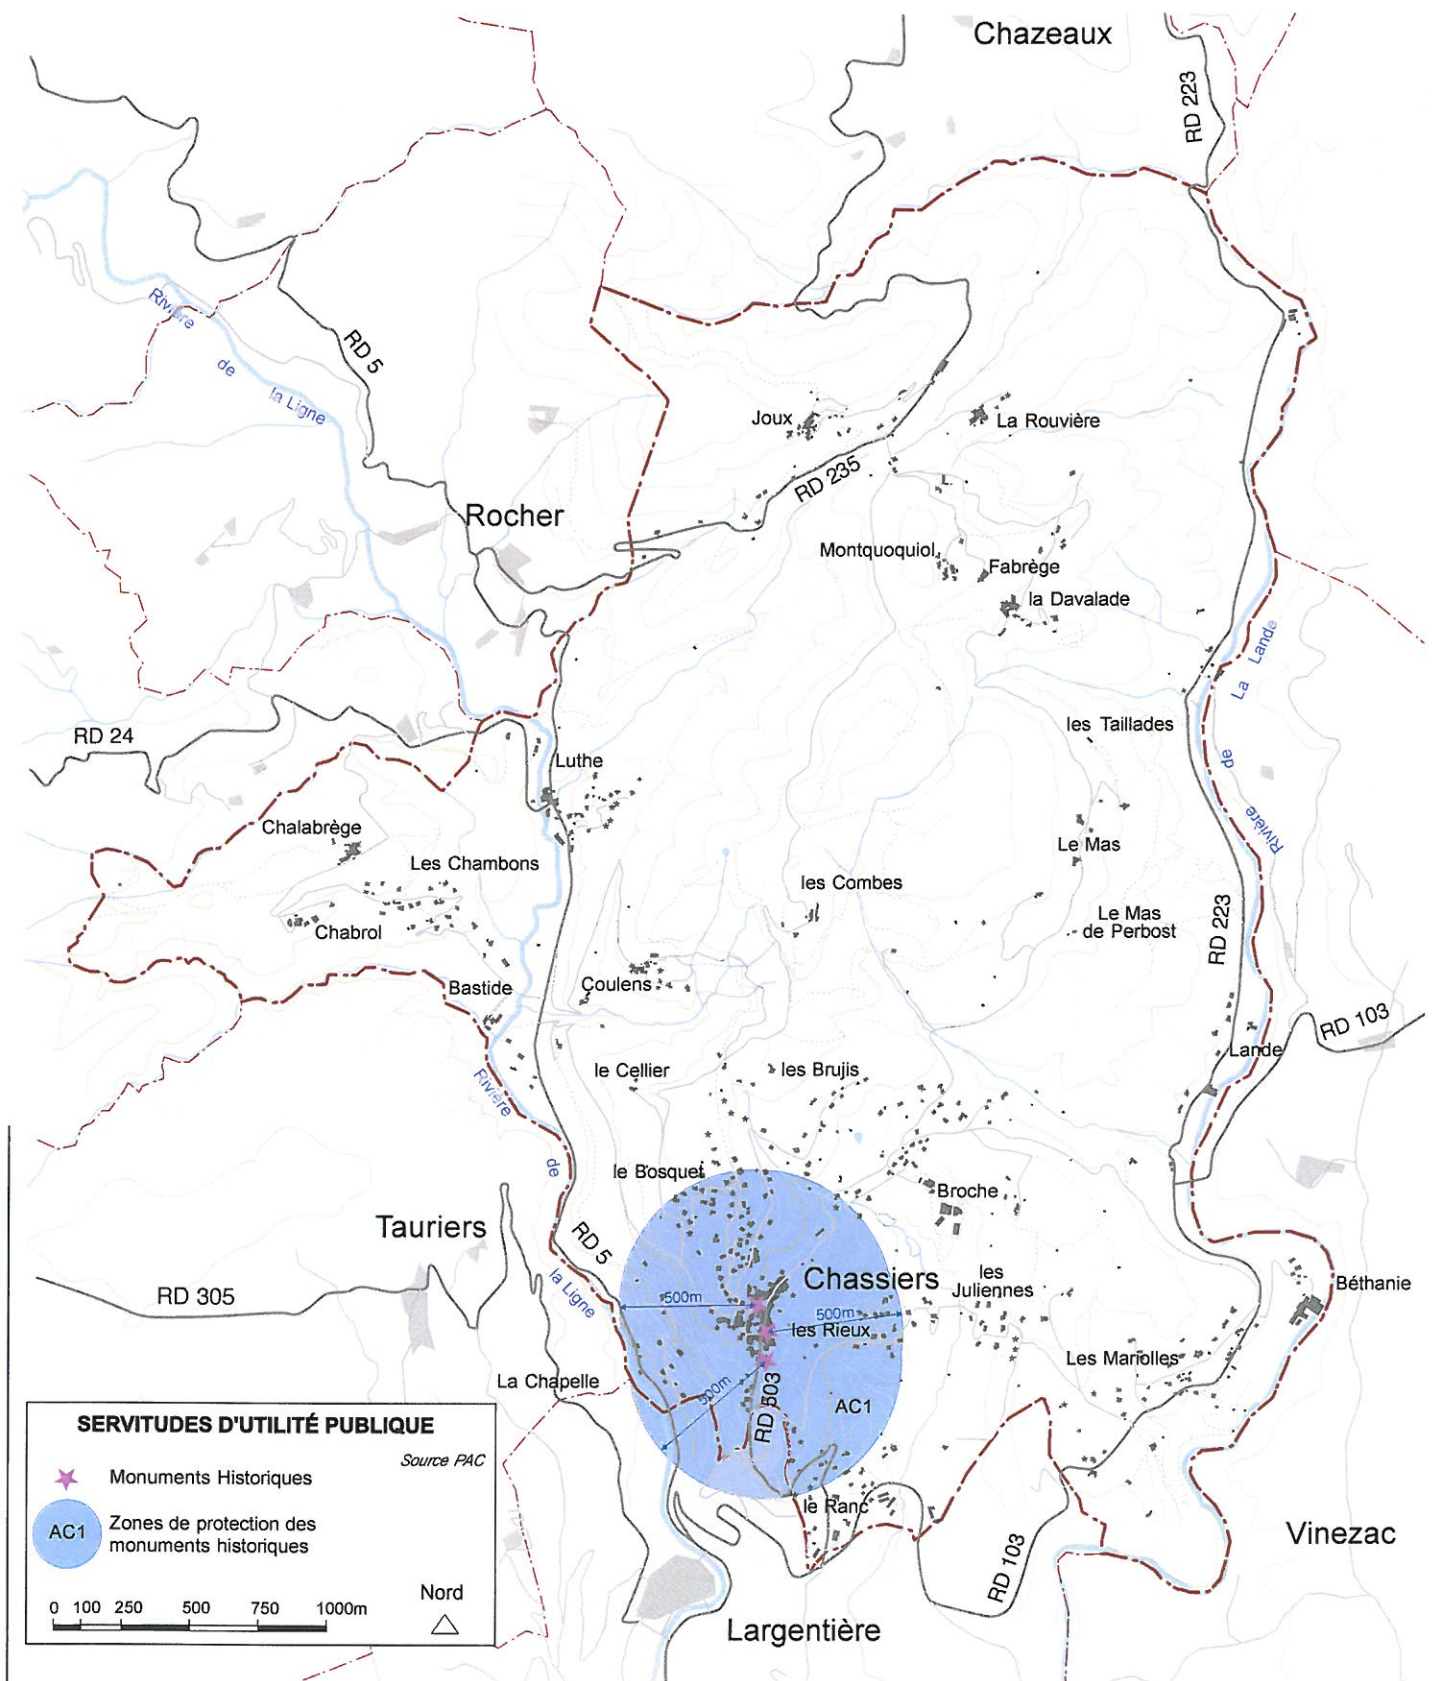 Chazeaux
RD 223
Rivière
de
la Ligne
RD 5
Joux
La Rouvière
RD 235
Rocher
Montquoquiol
Fabrège
la Davalade
La Lande
de
Rivière
les Taillades
RD 24
Luthe
Chalabrège
Les Chambons
Le Mas
les Combes
Chabrol
Le Mas
de Perbost
RD 223
Bastide
Coulens
RD 103
Lande
Rivière
le Cellier
les Brujis
de
le Bosquet
Broche
Tauriers
RD 5
la Ligne
Chassiers
les
Juliennes
Béthanie
RD 305
500m
500m
les Rieux
Les Mariolles
La Chapelle
500m
RD 503
AC1
le Ranc
RD 103
Vinezac
Largentière
SERVITUDES D'UTILITÉ PUBLIQUE
Source PAC
Monuments Historiques
AC1
Zones de protection des
monuments historiques
Nord
0 100 250 500 750 1000m